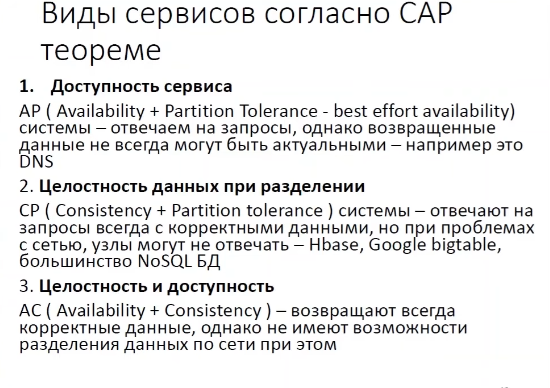 Виды сервисов согласно CAP
теореме
1. Доступность сервиса
AP ( Availability + Partition Tolerance - best effort availability)
системы – отвечаем на запросы, однако возвращенные
данные не всегда могут быть актуальными – например это
DNS
2. Целостность данных при разделении
CP ( Consistency + Partition tolerance ) системы – отвечают на
запросы всегда с корректными данными, но при проблемах
с сетью, узлы могут не отвечать – Hbase, Google bigtable,
большинство NoSQL БД
3. Целостность и доступность
AC ( Availability + Consistency ) – возвращают всегда
корректные данные, однако не имеют возможности
разделения данных по сети при этом